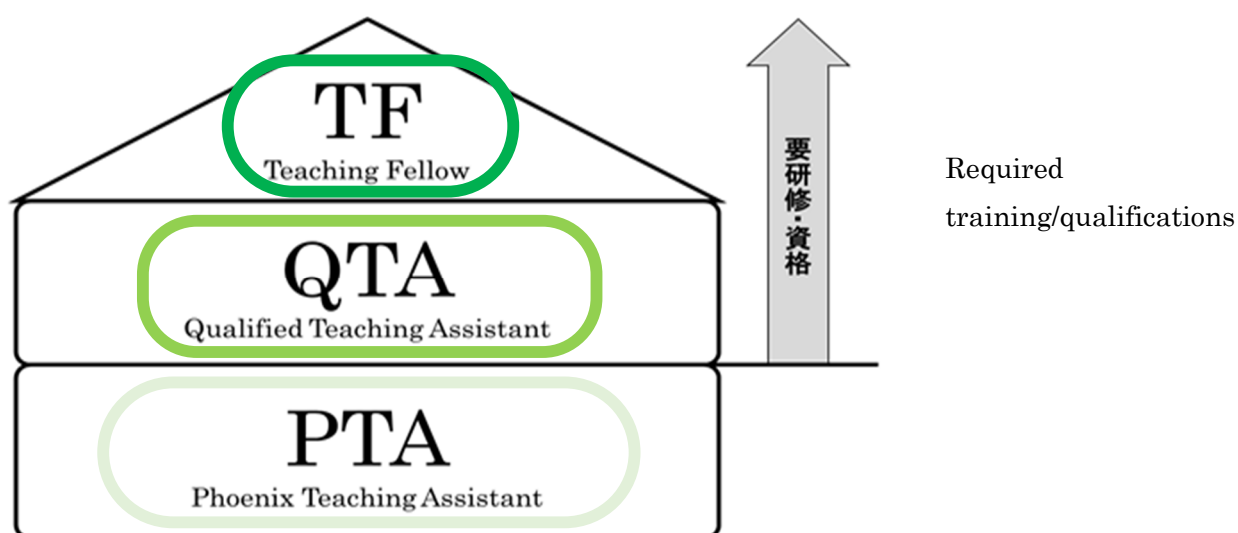 TF
Teaching Fellow
QTA
Qualified Teaching Assistant
PTA
Phoenix Teaching Assistant
要研修・資格
Required
training/qualifications